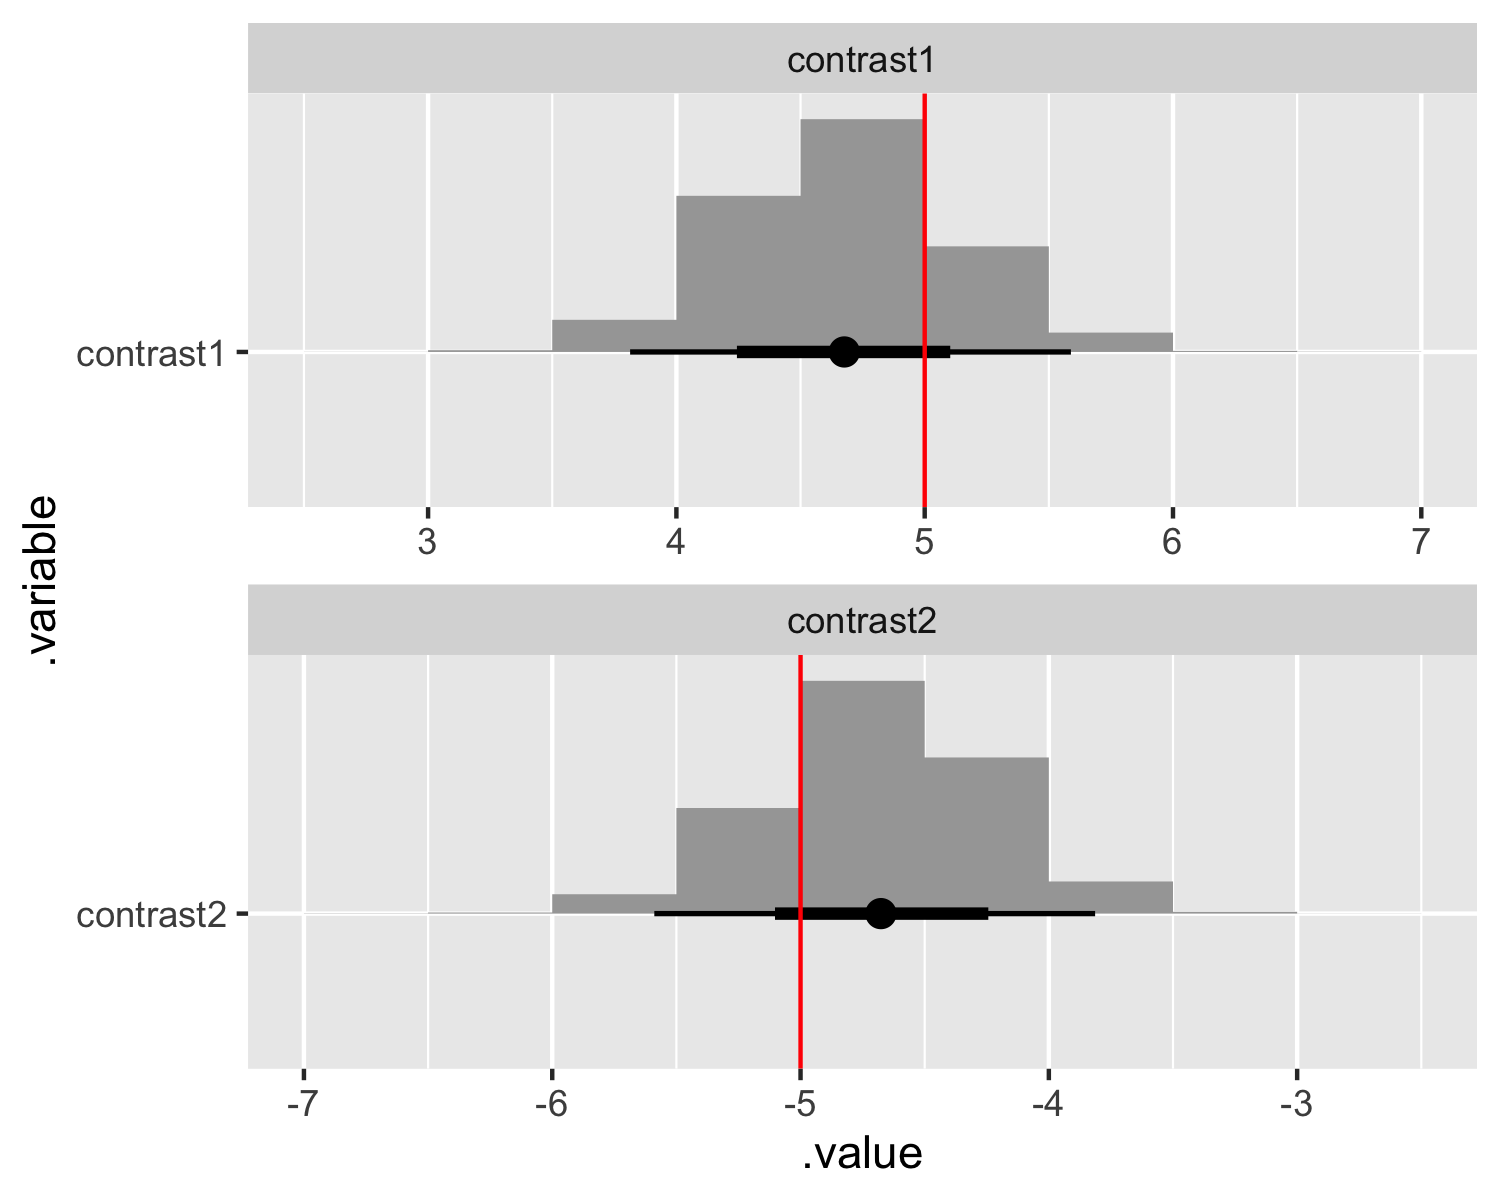 contrast1
contrast1
3 4 5 6 7
.variable
contrast2
contrast2
-7 -6 -5 -4 -3
.value